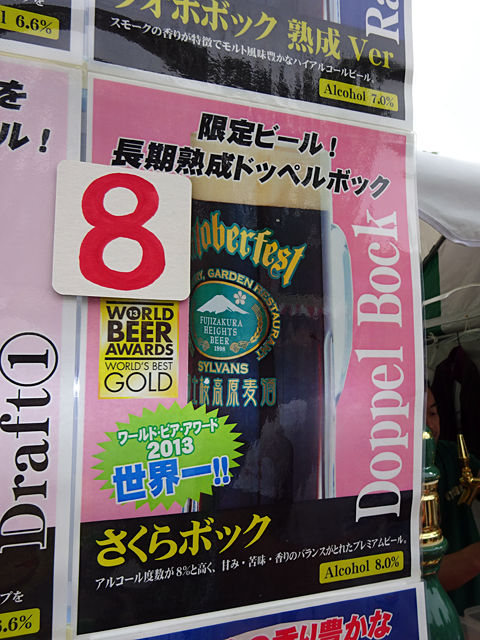 l 6.6%
ラオホボック 熟成 Ver
スモークの香りが特徴でモルト風味豊かなハイアルコールビール。
Alcohol 7.0%
Ra
を
ル！
限定ビール！
長期熟成ドッペルボック
8
toberfest
GARDEN RESTAURANT
FUJIZAKURA
HEIGHTS
BEER
1998
SYLVANS
桜高原麦酒
Doppel Bock
13
WORLD
BEER
AWARDS
WORLD'S BEST
GOLD
ワールド・ビア・アワード
2013
世界一!!
さくらボック
アルコール度数が8%と高く、甘み・苦味・香りのバランスがとれたプレミアムビール。
Alcohol 8.0%
Draft①
プを
6.6%
の香り豊かな